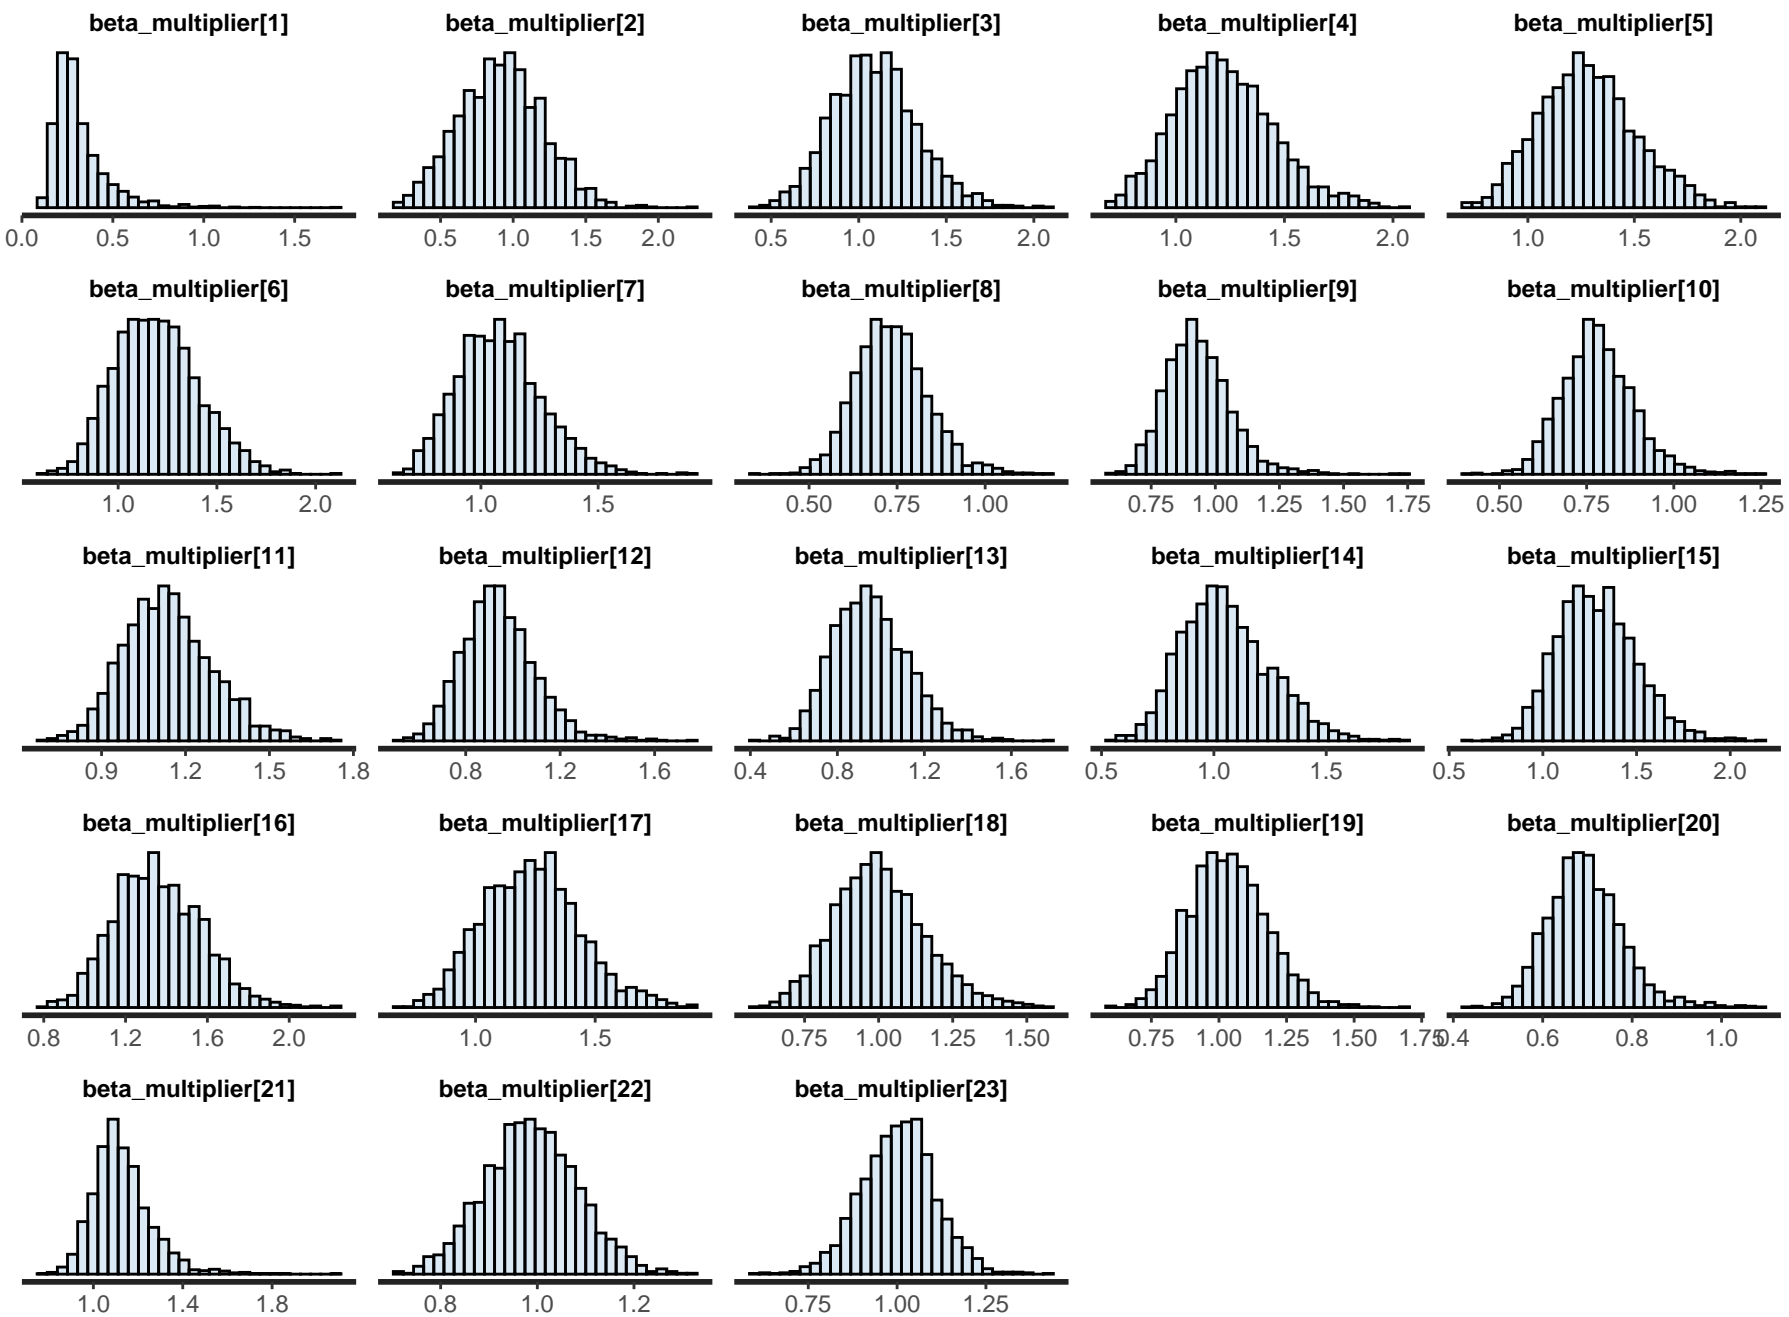 beta_multiplier[1] beta_multiplier[2] beta_multiplier[3] beta_multiplier[4] beta_multiplier[5]
0.0 0.5 1.0 1.5 0.5 1.0 1.5 2.0 0.5 1.0 1.5 2.0 1.0 1.5 2.0 1.0 1.5 2.0
beta_multiplier[6] beta_multiplier[7] beta_multiplier[8] beta_multiplier[9] beta_multiplier[10]
1.0 1.5 2.0 1.0 1.5 0.50 0.75 1.00 0.75 1.00 1.25 1.50 1.75 0.50 0.75 1.00 1.25
beta_multiplier[11] beta_multiplier[12] beta_multiplier[13] beta_multiplier[14] beta_multiplier[15]
0.9 1.2 1.5 1.8 0.8 1.2 1.6 0.4 0.8 1.2 1.6 0.5 1.0 1.5 0.5 1.0 1.5 2.0
beta_multiplier[16] beta_multiplier[17] beta_multiplier[18] beta_multiplier[19] beta_multiplier[20]
0.8 1.2 1.6 2.0 1.0 1.5 0.75 1.00 1.25 1.50 0.75 1.00 1.25 1.50 1.75 0.4 0.6 0.8 1.0
beta_multiplier[21] beta_multiplier[22] beta_multiplier[23]
1.0 1.4 1.8 0.8 1.0 1.2 0.75 1.00 1.25